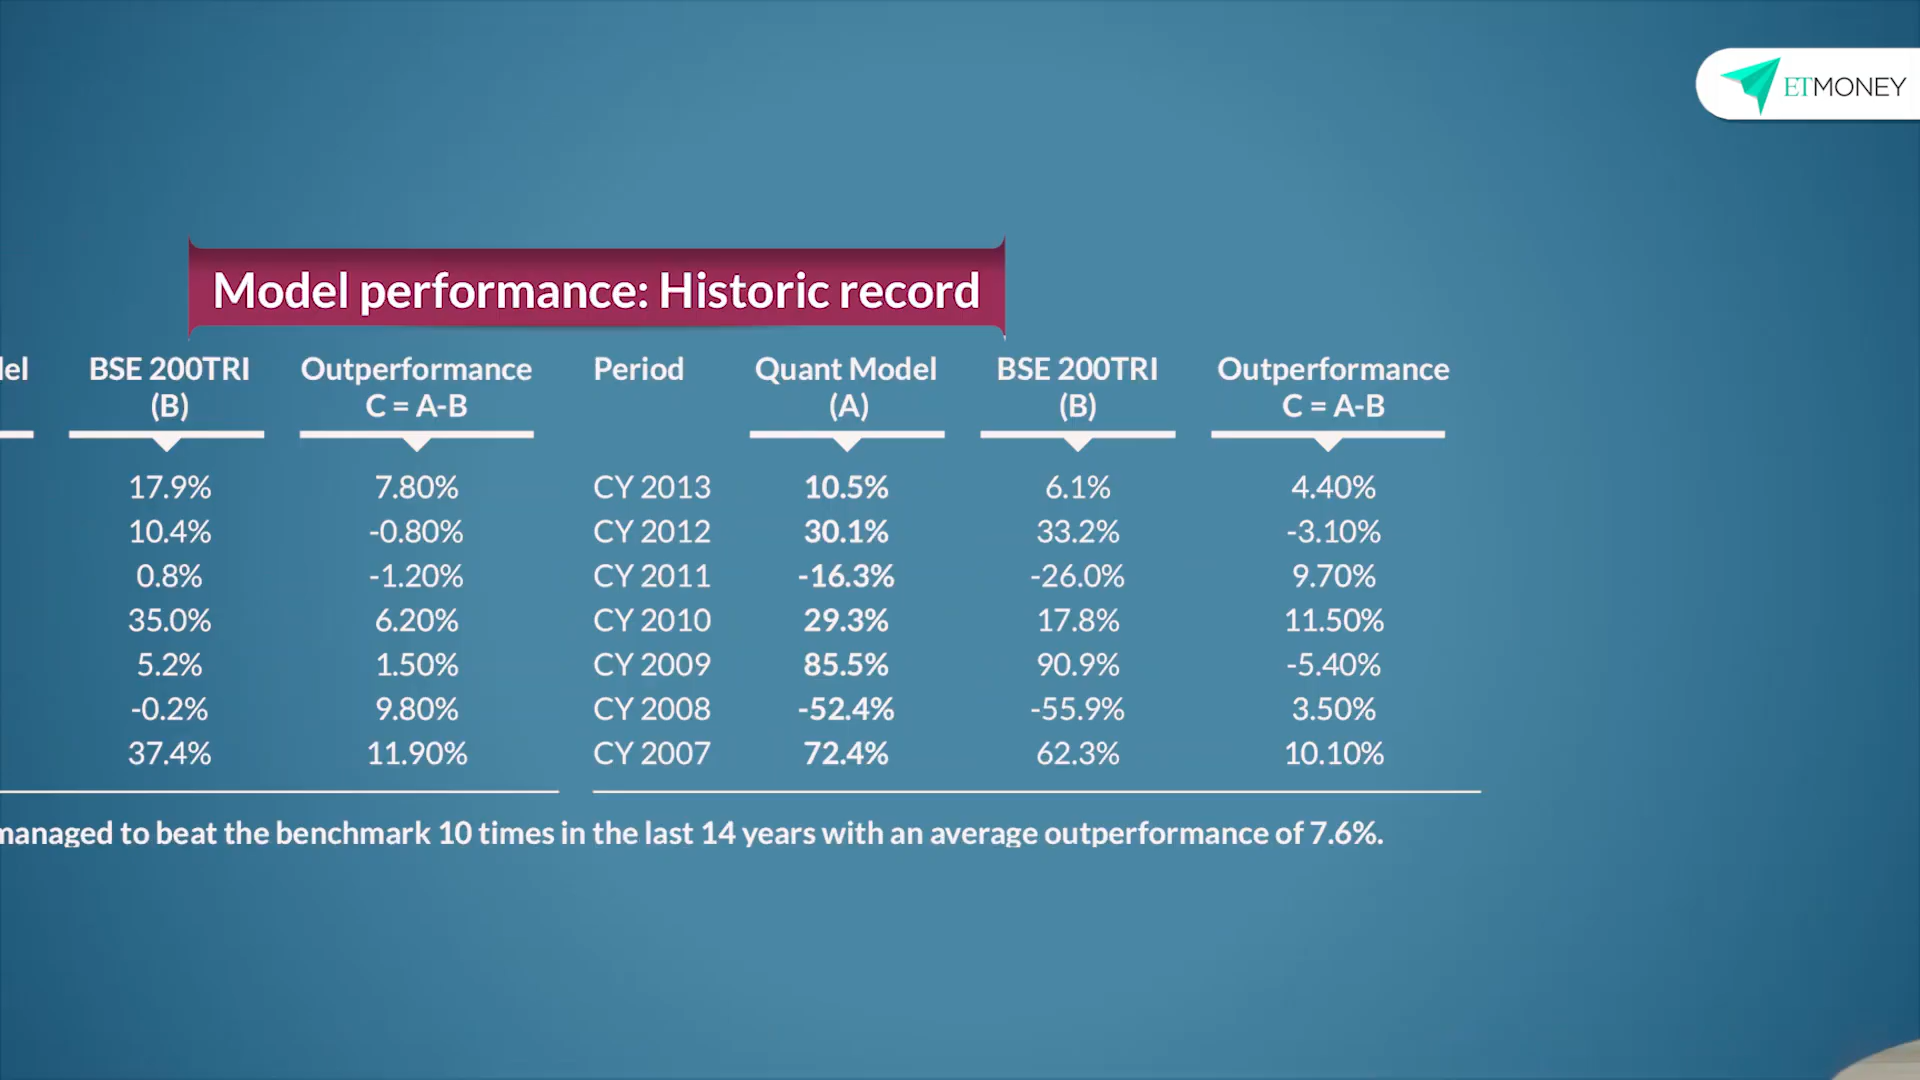 ETMONEY
Model performance: Historic record
BSE 200TRI Outperformance Period Quant Model BSE 200TRI Outperformance
(B) C = A-B (A) (B) C = A-B
17.9% 7.80% CY 2013 10.5% 6.1% 4.40%
10.4% -0.80% CY 2012 30.1% 33.2% -3.10%
0.8% -1.20% CY 2011 -16.3% -26.0% 9.70%
35.0% 6.20% CY 2010 29.3% 17.8% 11.50%
5.2% 1.50% CY 2009 85.5% 90.9% -5.40%
-0.2% 9.80% CY 2008 -52.4% -55.9% 3.50%
37.4% 11.90% CY 2007 72.4% 62.3% 10.10%
managed to beat the benchmark 10 times in the last 14 years with an average outperformance of 7.6%.